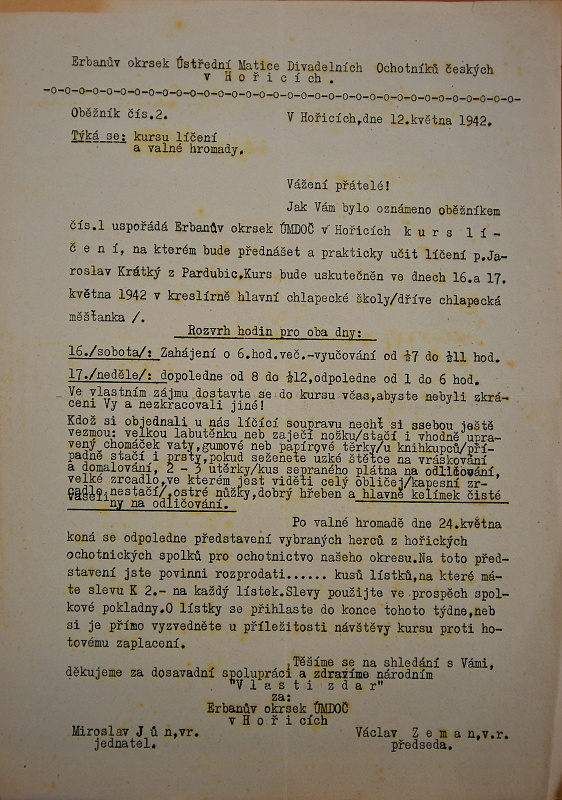 Erbanův okrsek Ústřední Matice Divadelních Ochotníků českých
v H o ř i c í c h .
-o-o-o-o-o-o-o-o-o-o-o-o-o-o-o-o-o-o-o-o-o-o-o-o-o-o-o-o-o-o-o-o-o-
Oběžník čís.2.
V Hořicích,dne 12.května 1942.
Týká se: kursu líčení
a valné hromady.
Vážení přátelé!
Jak Vám bylo oznámeno oběžníkem
čís.1 uspořádá Erbanův okrsek ÚMDOČ v Hořicích k u r s l í -
č e n í, na kterém bude přednášet a prakticky učit líčení p.Ja-
roslav Krátký z Pardubic.Kurs bude uskutečněn ve dnech 16.a 17.
května 1942 v kreslírně hlavní chlapecké školy/dříve chlapecká
měšťanka /.
Rozvrh hodin pro oba dny:
16./sobota/: Zahájení o 6.hod.več.-vyučování od ½7 do ½11 hod.
17./neděle/: dopoledne od 8 do ½12,odpoledne od 1 do 6 hod.
Ve vlastním zájmu dostavte se do kursu včas,abyste nebyli zkrá-
ceni Vy a nezkracovali jiné!
Kdož si objednali u nás líčící soupravu nechť si ssebou ještě
vezmou: velkou labutěnku neb zaječí nožku/stačí i vhodně upra-
vený chomáček vaty,gumové neb papírové těrky/u knihkupců/pří-
padně stačí i prsty,pokud seženete uzké štětce na vráskování
a domalování, 2 - 3 utěrky/kus sepraného plátna na odličování,
velké zrcadlo,ve kterém jest viděti celý obličej/kapesní zr-
cadlo nestačí/,ostré nůžky,dobrý hřeben a hlavně kelímek čisté
vaseliny na odličování.
Po valné hromadě dne 24.května
koná se odpoledne představení vybraných herců z hořických
ochotnických spolků pro ochotnictvo našeho okresu.Na toto před-
stavení jste povinni rozprodati...... kusů lístků,na které má-
te slevu K 2.- na každý lístek.Slevy použijte ve prospěch spol-
kové pokladny.O lístky se přihlaste do konce tohoto týdne,neb
si je přímo vyzvedněte u příležitosti návštěvy kursu proti ho-
tovému zaplacení.
Těšíme se na shledání s Vámi,
děkujeme za dosavadní spolupráci a zdravíme národním
"V l a s t i z d a r"
za:
Erbanův okrsek ÚMDOČ
v H o ř i c í c h
Miroslav J ů n,vr.
jednatel.
Václav Z e m a n,v.r.
předseda.